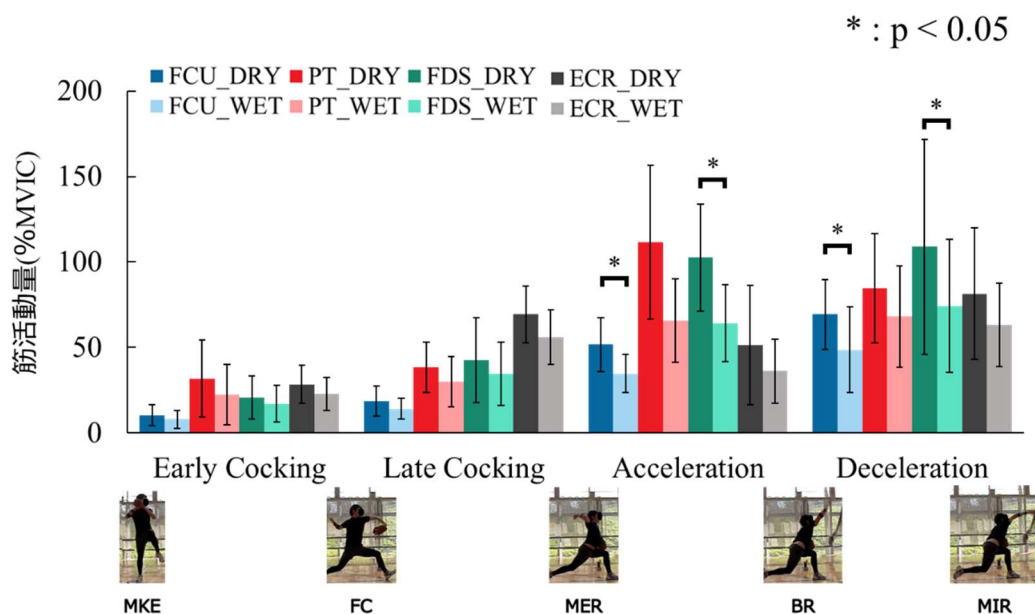 * : p < 0.05
FCU_DRY PT_DRY FDS_DRY ECR_DRY
FCU_WET PT_WET FDS_WET ECR_WET
筋活動量(%MVIC)
200
150
100
50
0
*
*
*
*
Early Cocking Late Cocking Acceleration Deceleration
MKE FC MER BR MIR